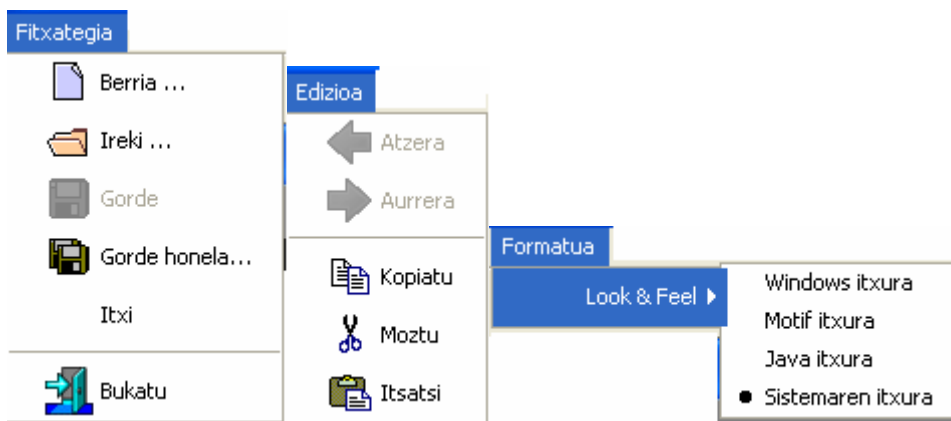 Fitxategia
Berria ...
Ireki ...
Gorde
Gorde honela...
Itxi
Bukatu
Edizioa
Atzera
Aurrera
Kopiatu
Moztu
Itsatsi
Formatua
Look & Feel
Windows itxura
Motif itxura
Java itxura
Sistemaren itxura